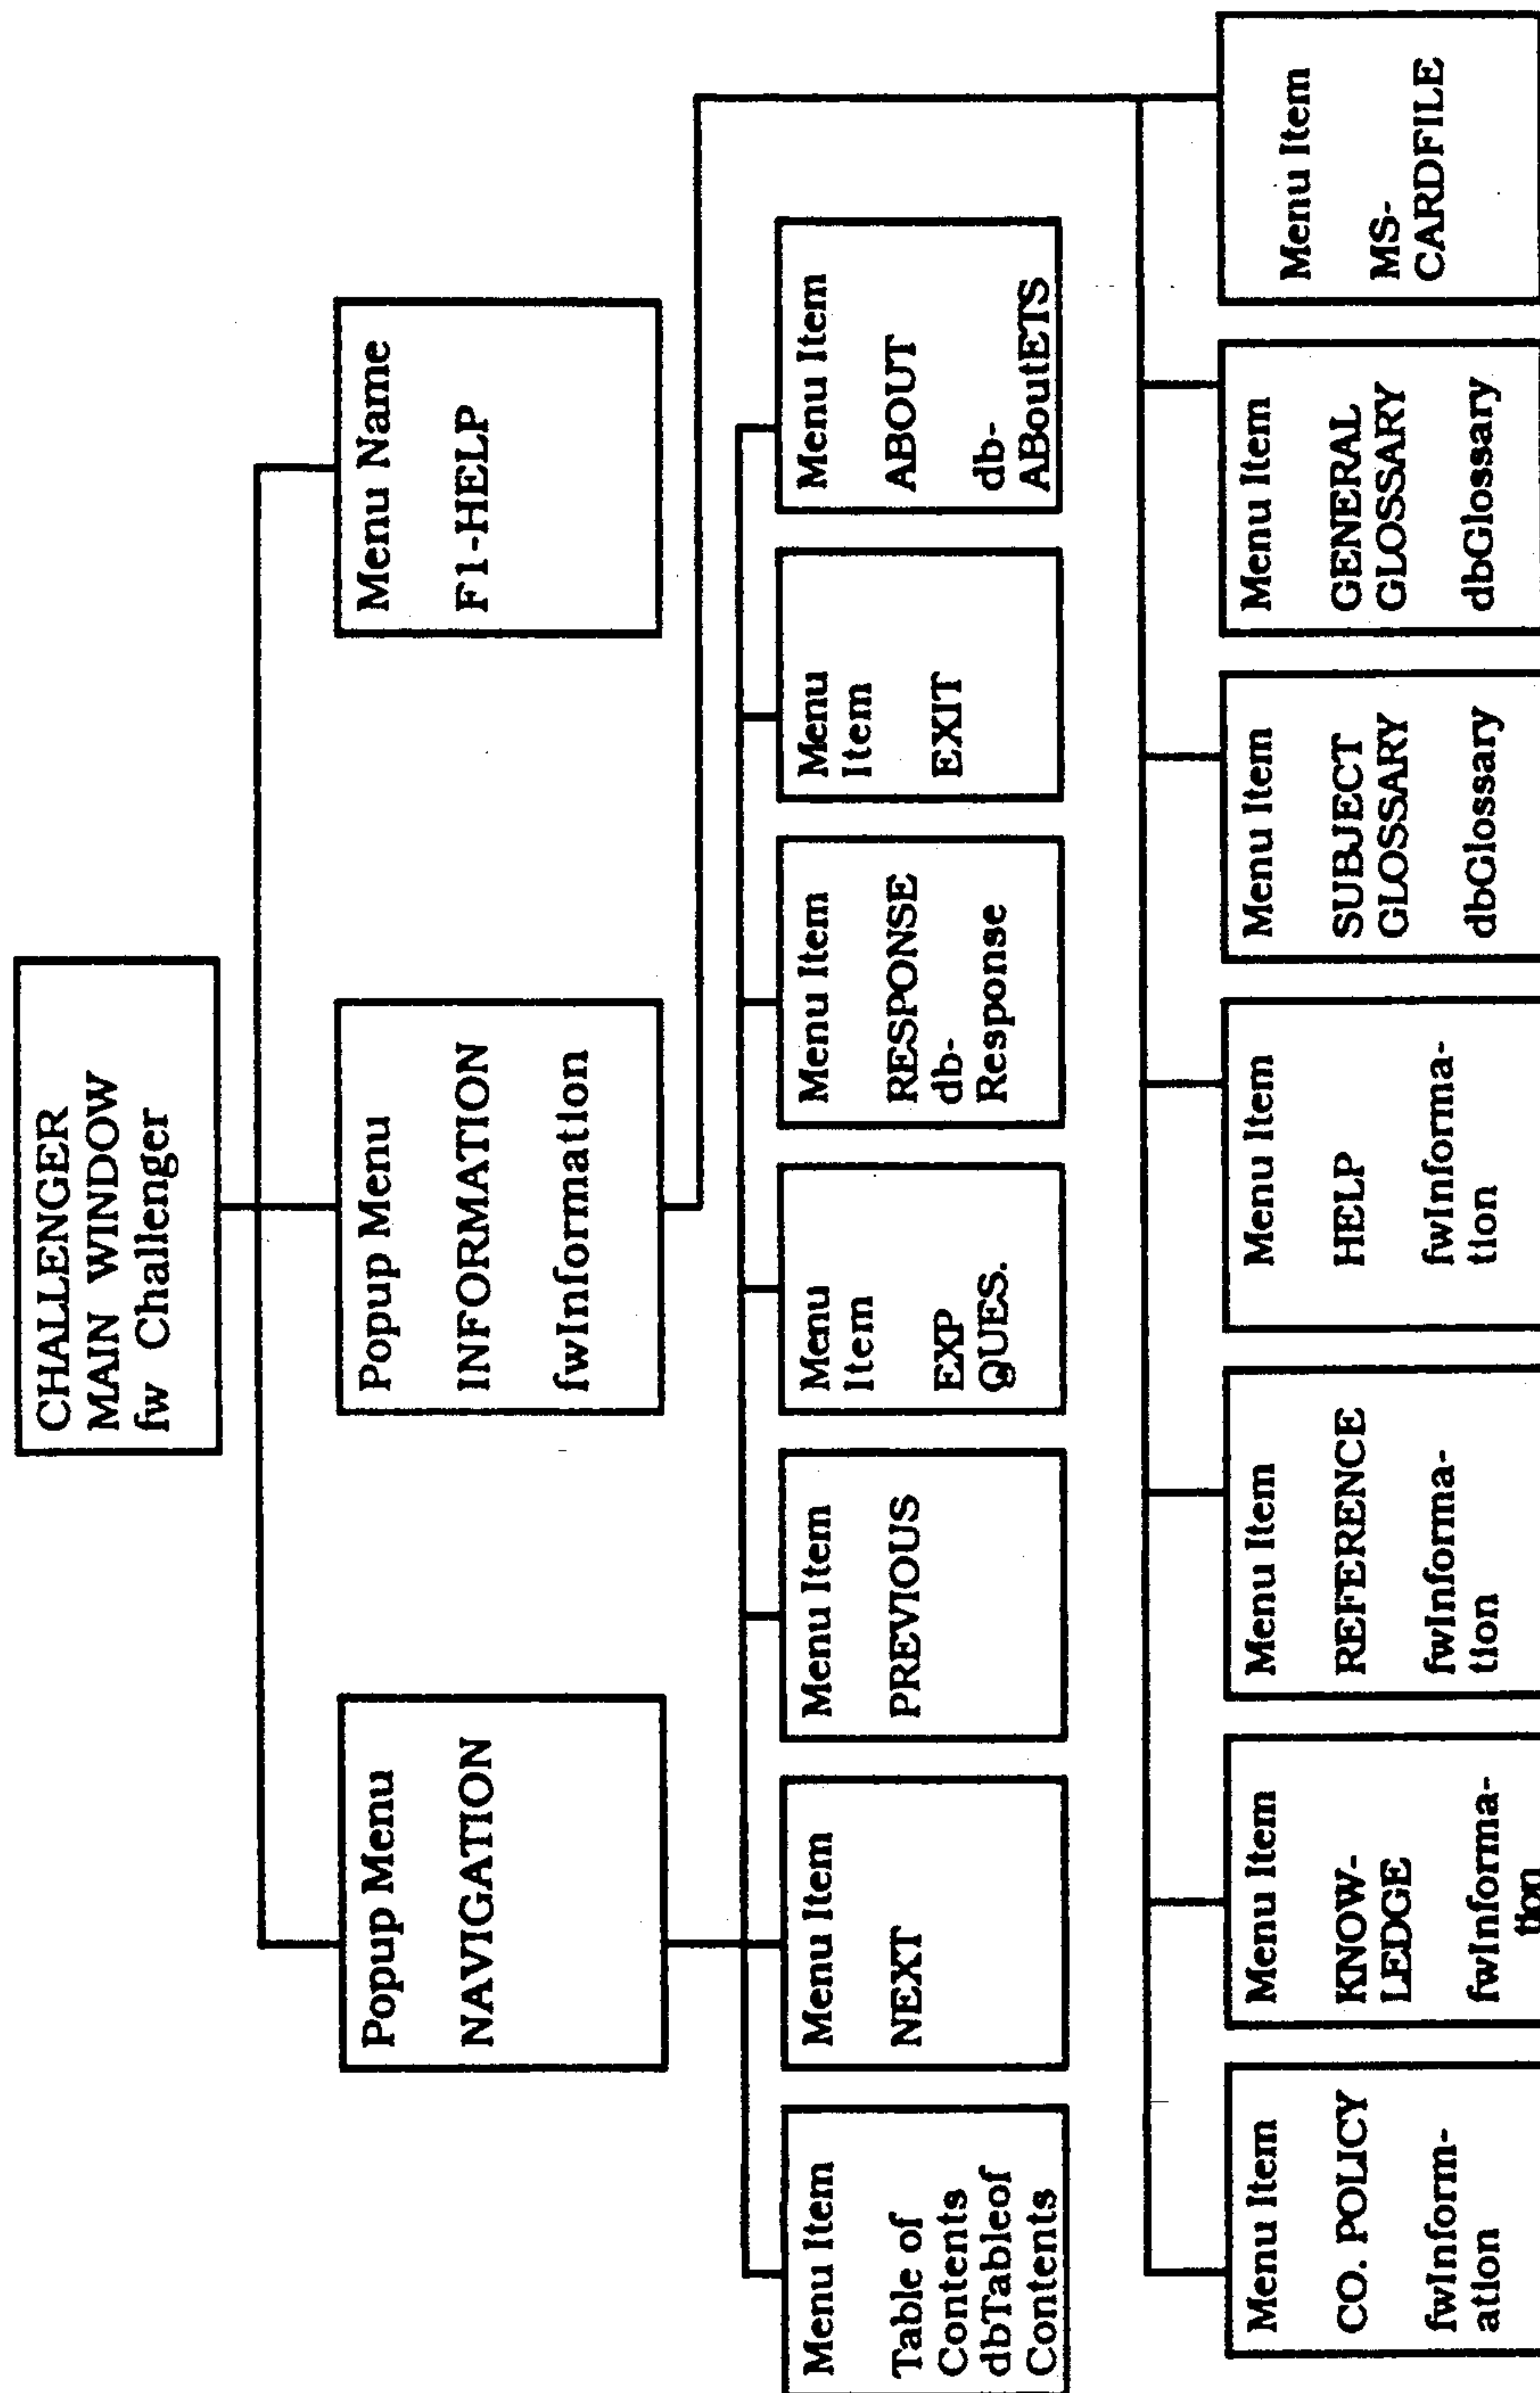 CHALLENGER
MAIN WINDOW
fw Challenger
Popup Menu
NAVIGATION
Popup Menu
INFORMATION
fwInformation
Menu Name
F1-HELP
Menu Item
Table of
Contents
dbTableof
Contents
Menu Item
NEXT
Menu Item
PREVIOUS
Menu
Item
EXP
QUES.
Menu Item
RESPONSE
db-
Response
Menu
Item
EXIT
Menu Item
ABOUT
db-
ABoutETS
Menu Item
CO. POLICY
fwInform-
ation
Menu Item
KNOW-
LEDGE
fwInforma-
tion
Menu Item
REFERENCE
fwInforma-
tion
Menu Item
HELP
fwInforma-
tion
Menu Item
SUBJECT
GLOSSARY
dbGlossary
Menu Item
GENERAL
GLOSSARY
dbGlossary
Menu Item
MS-
CARDFILE